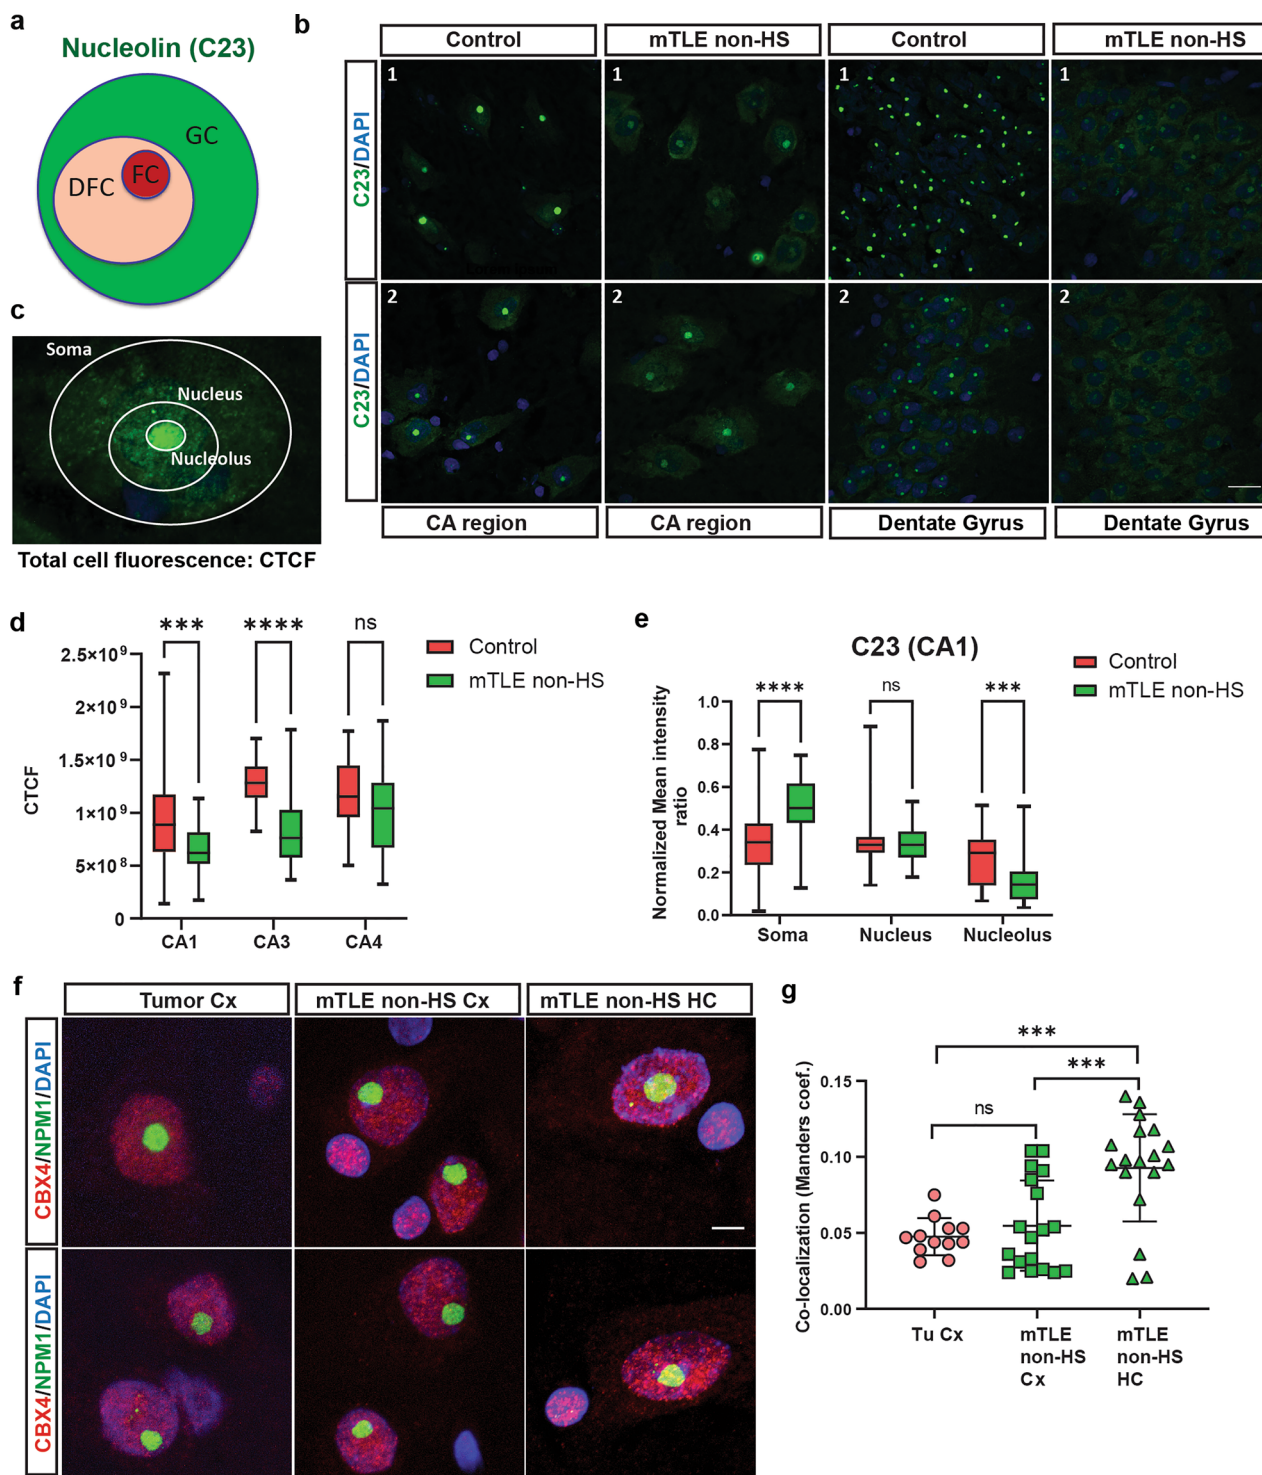 a
Nucleolin (C23)
GC
DFC
FC
b
Control
mTLE non-HS
Control
mTLE non-HS
C23/DAPI
1
1
1
1
C23/DAPI
2
2
2
2
CA region
CA region
Dentate Gyrus
Dentate Gyrus
c
Soma
Nucleus
Nucleolus
Total cell fluorescence: CTCF
d
***
****
ns
Control
mTLE non-HS
CTCF
2.5×10⁹
2×10⁹
1.5×10⁹
1×10⁹
5×10⁸
0
CA1
CA3
CA4
e
C23 (CA1)
Control
mTLE non-HS
****
ns
***
Normalized Mean intensity
ratio
1.0
0.8
0.6
0.4
0.2
0.0
Soma
Nucleus
Nucleolus
f
Tumor Cx
mTLE non-HS Cx
mTLE non-HS HC
CBX4/NPM1/DAPI
CBX4/NPM1/DAPI
g
***
***
ns
Co-localization (Manders coef.)
0.15
0.10
0.05
0.00
Tu Cx
mTLE
non-HS
Cx
mTLE
non-HS
HC